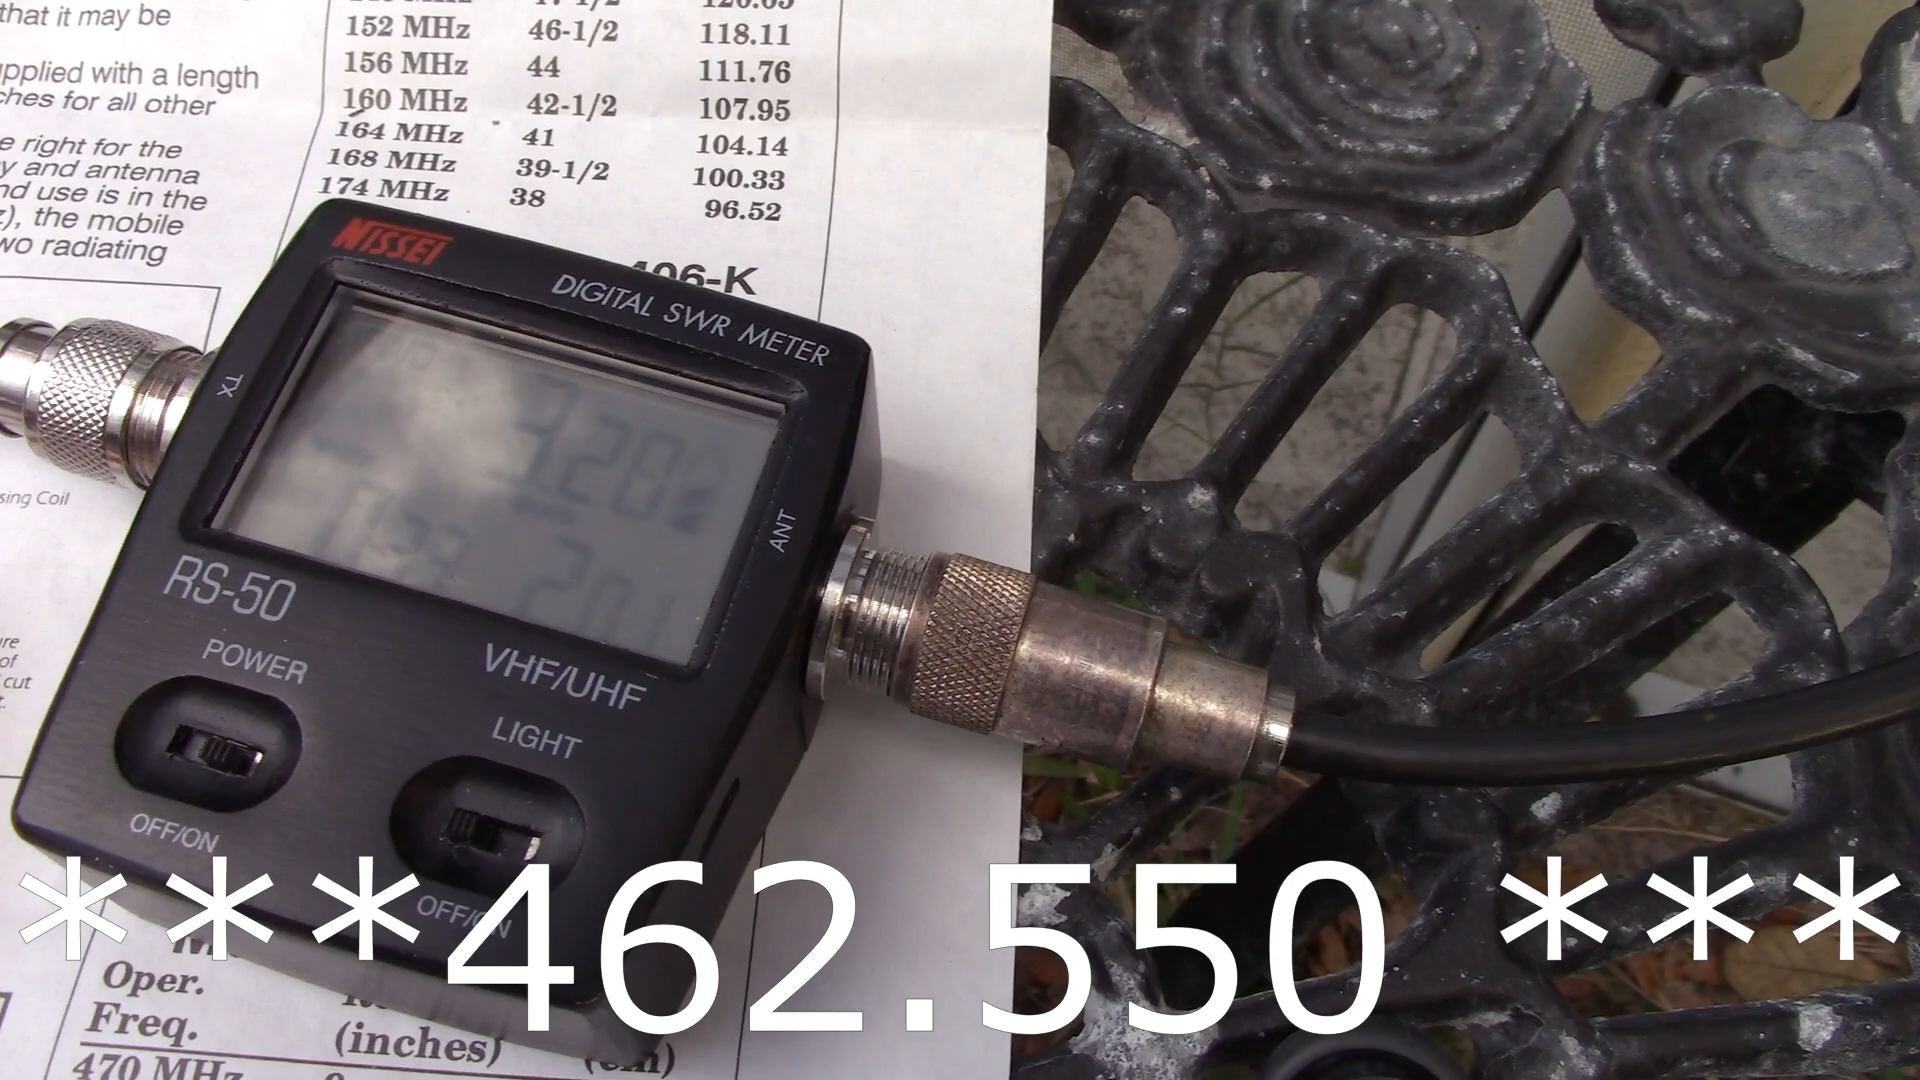 that it may be
pplied with a length
ches for all other
e right for the
y and antenna
nd use is in the
z), the mobile
wo radiating
152 MHz 46-1/2 118.11
156 MHz 44 111.76
160 MHz 42-1/2 107.95
164 MHz 41 104.14
168 MHz 39-1/2 100.33
174 MHz 38 96.52
406-K
NISSEI
DIGITAL SWR METER
TX
ANT
sing Coil
RS-50
VHF/UHF
POWER
LIGHT
OFF/ON
OFF/ON
ure
of
cut
***462.550 ***
Oper.
Freq. (inches) (cm)
470 MHz